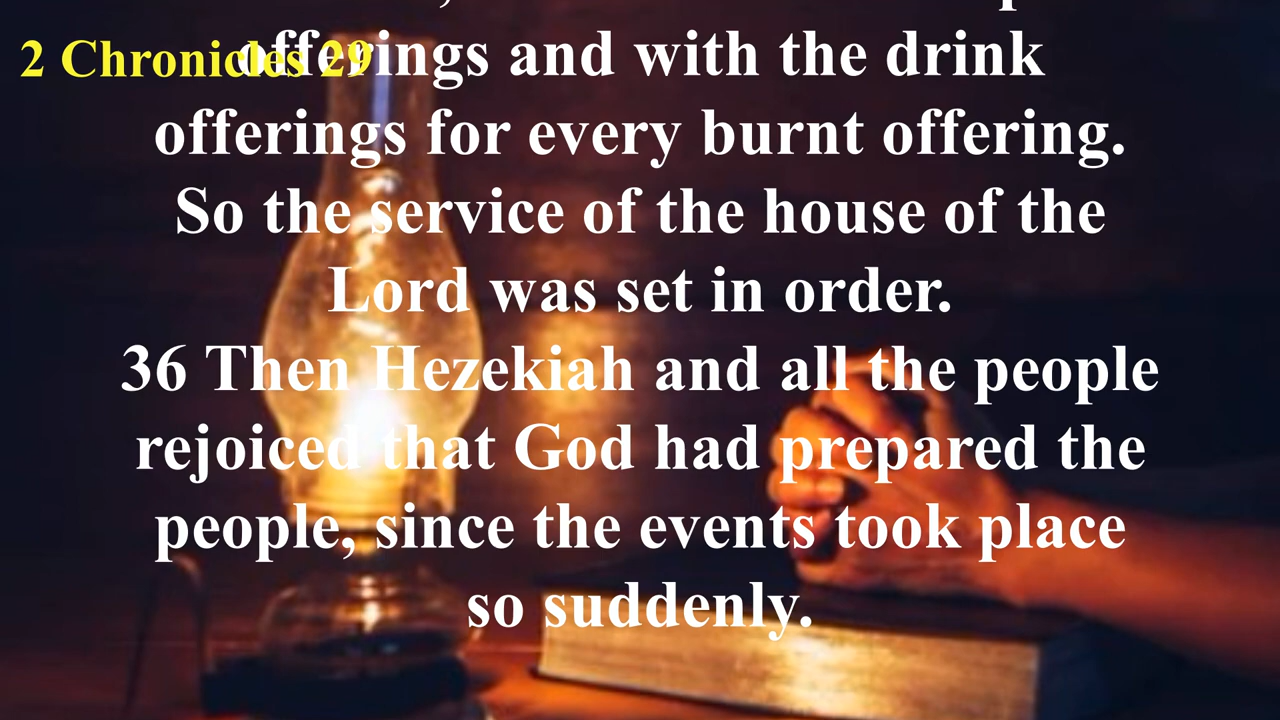 2 Chronicles 29
offerings and with the drink
offerings for every burnt offering.
So the service of the house of the
Lord was set in order.
36 Then Hezekiah and all the people
rejoiced that God had prepared the
people, since the events took place
so suddenly.